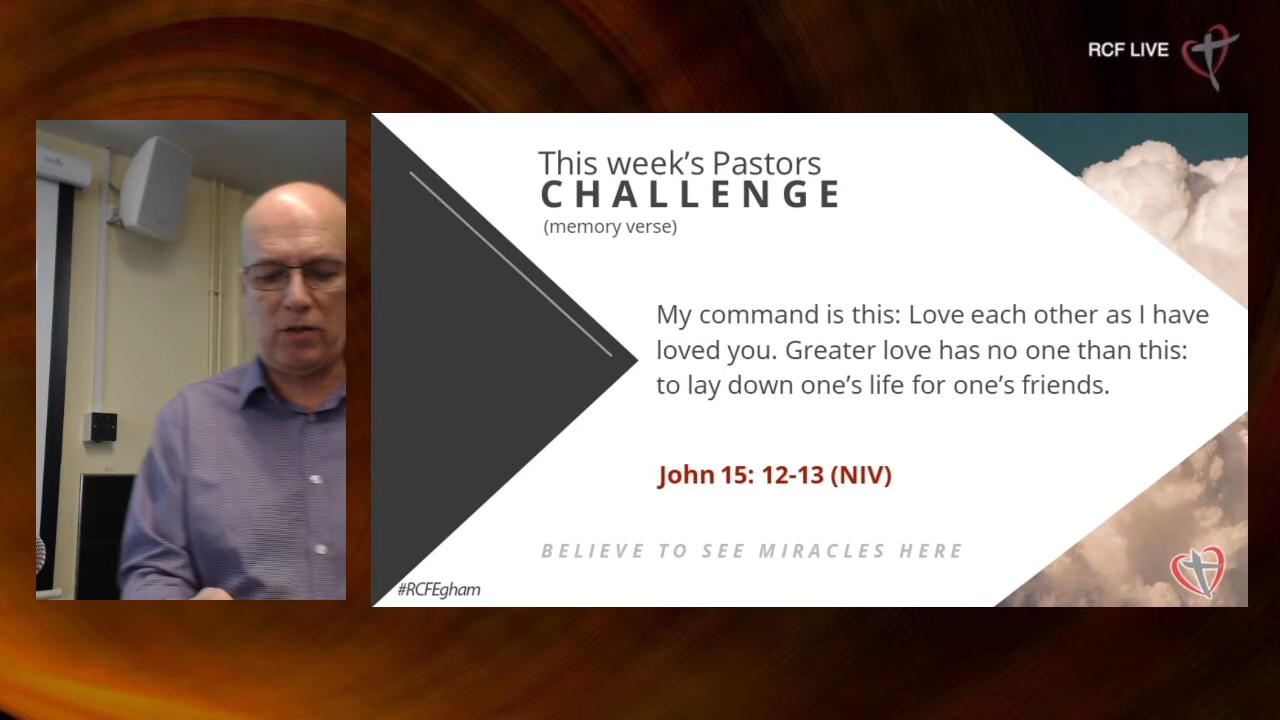 RCF LIVE
This week’s Pastors
CHALLENGE
(memory verse)
My command is this: Love each other as I have
loved you. Greater love has no one than this:
to lay down one’s life for one’s friends.
John 15: 12-13 (NIV)
BELIEVE TO SEE MIRACLES HERE
#RCFEgham